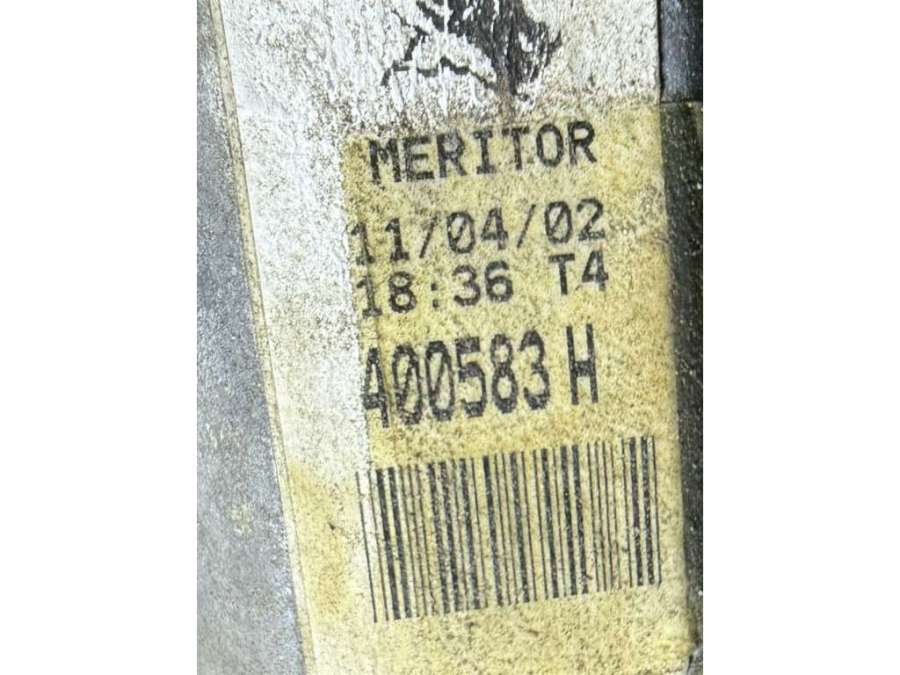 MERITOR
11/04/02
18:36 T4
400583 H